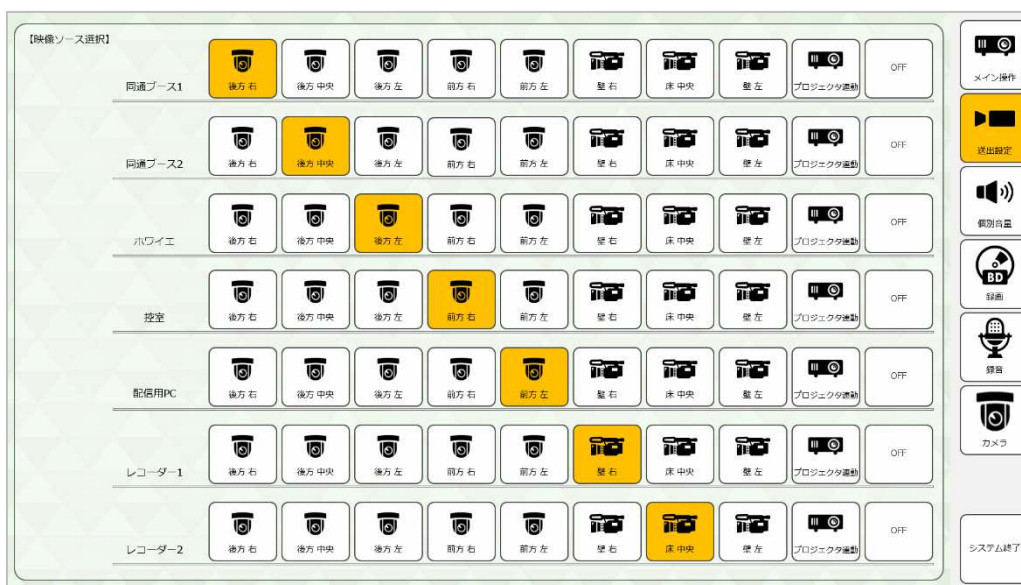 【映像ソース選択】
同通ブース1 後方 右 後方 中央 後方 左 前方 右 前方 左 壁 右 床 中央 壁 左 プロジェクタ連動 OFF
同通ブース2 後方 右 後方 中央 後方 左 前方 右 前方 左 壁 右 床 中央 壁 左 プロジェクタ連動 OFF
ホワイエ 後方 右 後方 中央 後方 左 前方 右 前方 左 壁 右 床 中央 壁 左 プロジェクタ連動 OFF
控室 後方 右 後方 中央 後方 左 前方 右 前方 左 壁 右 床 中央 壁 左 プロジェクタ連動 OFF
配信用PC 後方 右 後方 中央 後方 左 前方 右 前方 左 壁 右 床 中央 壁 左 プロジェクタ連動 OFF
レコーダー1 後方 右 後方 中央 後方 左 前方 右 前方 左 壁 右 床 中央 壁 左 プロジェクタ連動 OFF
レコーダー2 後方 右 後方 中央 後方 左 前方 右 前方 左 壁 右 床 中央 壁 左 プロジェクタ連動 OFF
メイン操作
送出設定
個別音量
BD
録画
録音
カメラ
システム終了